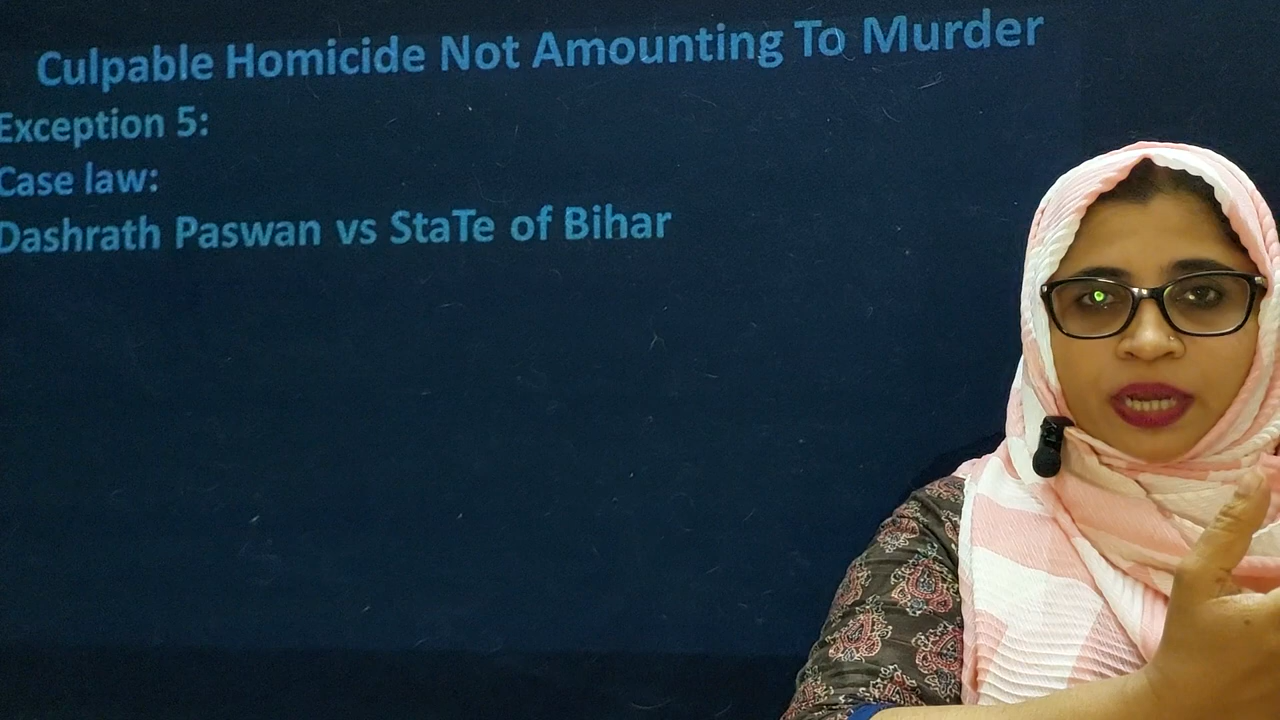 Culpable Homicide Not Amounting To Murder
Exception 5:
Case law:
Dashrath Paswan vs StaTe of Bihar